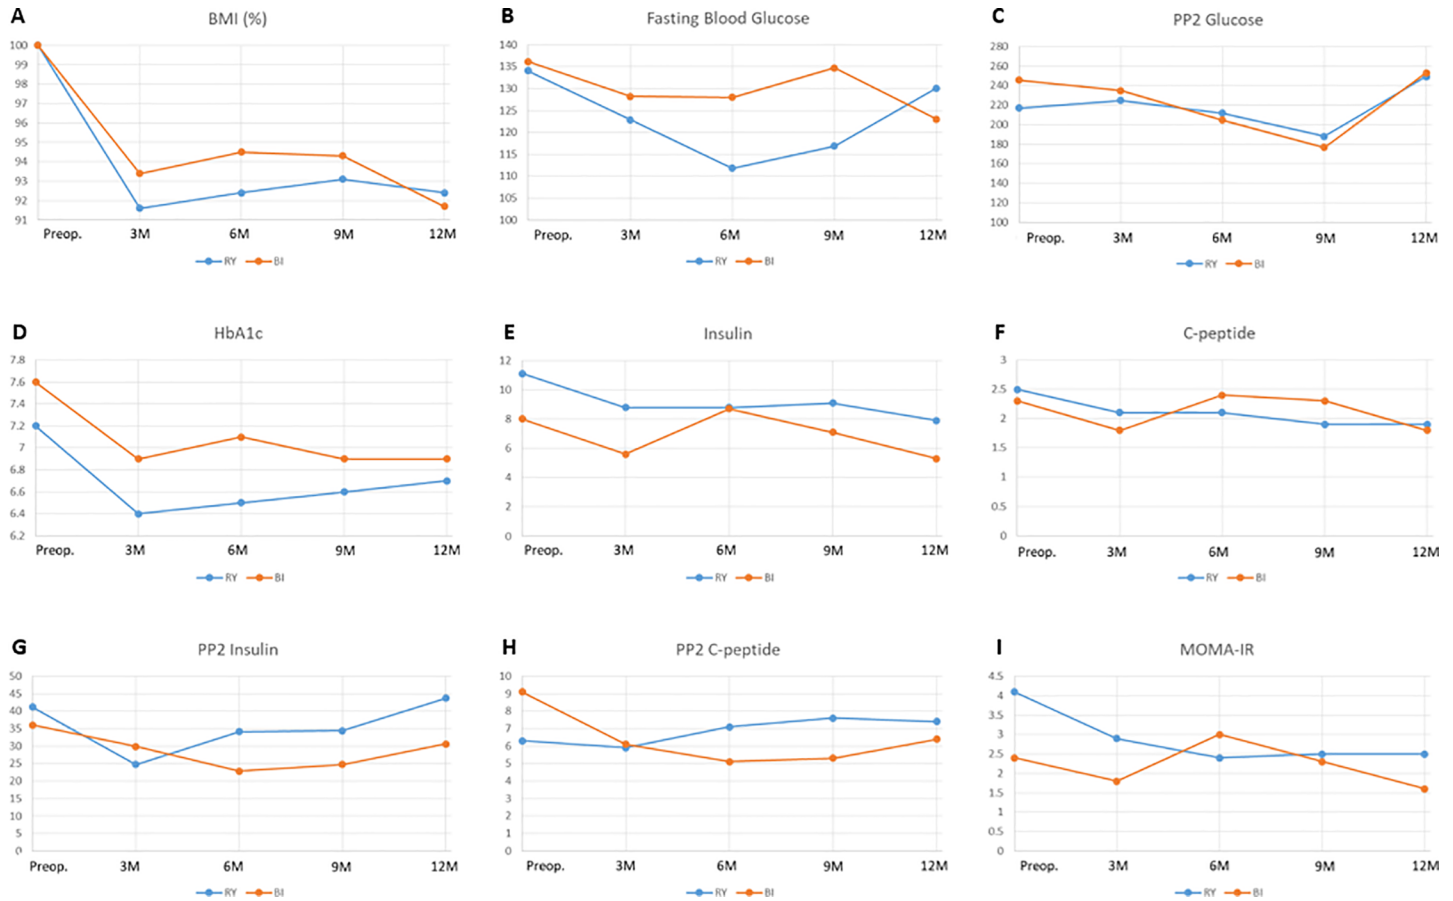 A
BMI (%)
100
99
98
97
96
95
94
93
92
91
Preop. 3M 6M 9M 12M
RY BI
B
Fasting Blood Glucose
140
135
130
125
120
115
110
105
100
Preop. 3M 6M 9M 12M
RY BI
C
PP2 Glucose
280
260
240
220
200
180
160
140
120
100
Preop. 3M 6M 9M 12M
RY BI
D
HbA1c
7.8
7.6
7.4
7.2
7
6.8
6.6
6.4
6.2
Preop. 3M 6M 9M 12M
RY BI
E
Insulin
12
10
8
6
4
2
0
Preop. 3M 6M 9M 12M
RY BI
F
C-peptide
3
2.5
2
1.5
1
0.5
0
Preop. 3M 6M 9M 12M
RY BI
G
PP2 Insulin
50
45
40
35
30
25
20
15
10
5
0
Preop. 3M 6M 9M 12M
RY BI
H
PP2 C-peptide
10
9
8
7
6
5
4
3
2
1
0
Preop. 3M 6M 9M 12M
RY BI
I
MOMA-IR
4.5
4
3.5
3
2.5
2
1.5
1
0.5
0
Preop. 3M 6M 9M 12M
RY BI